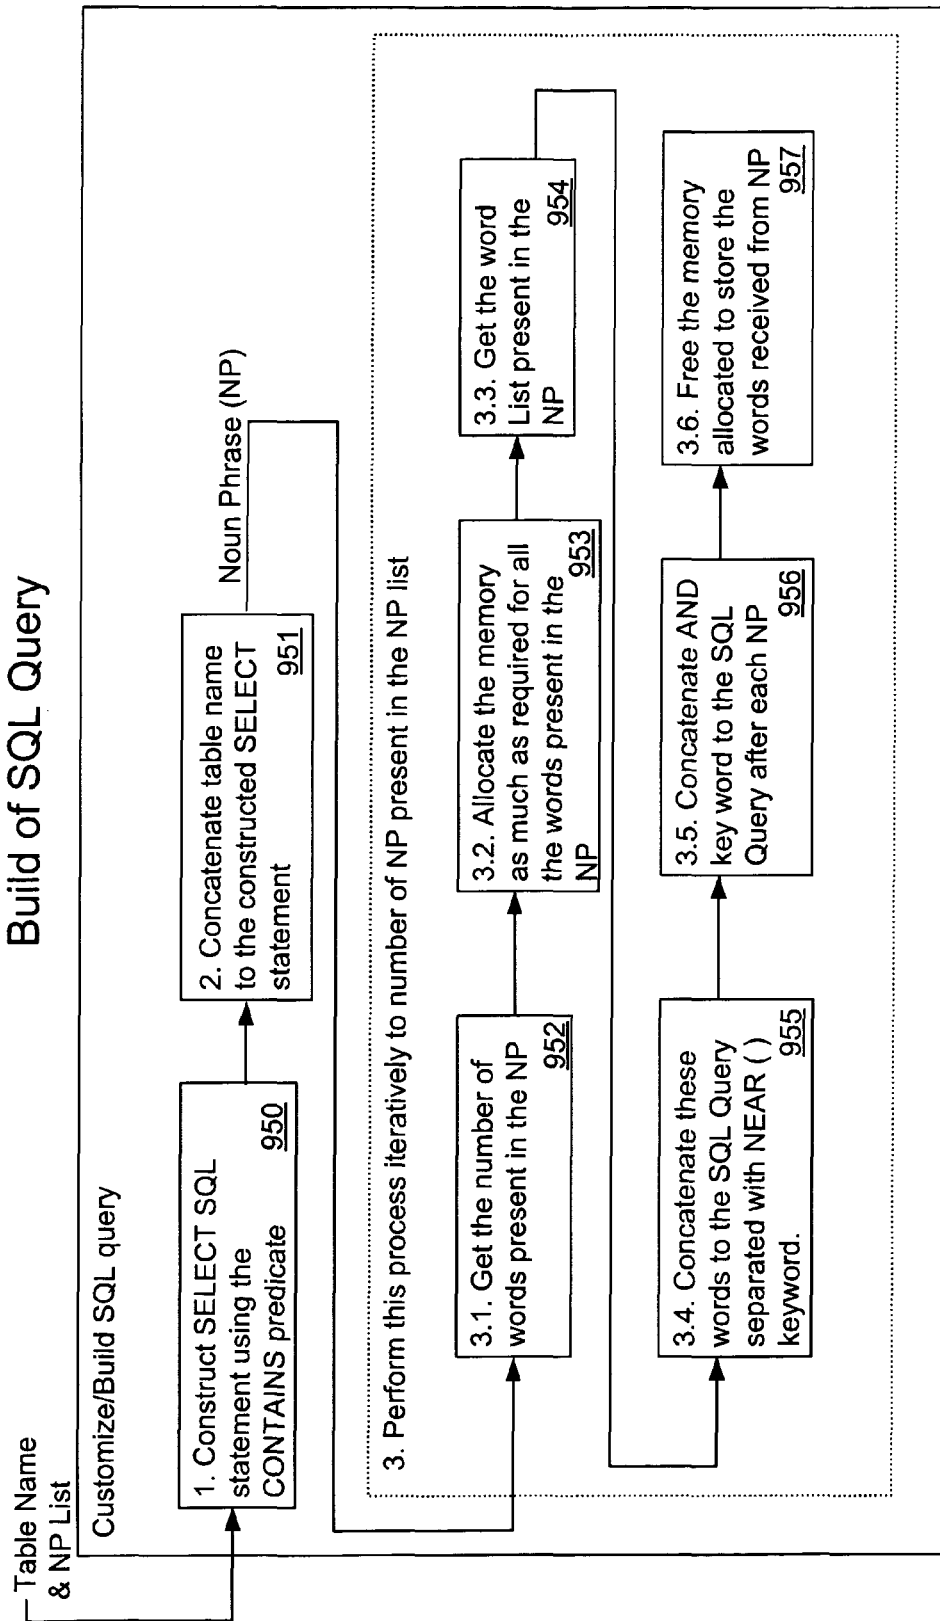 Build of SQL Query
Table Name
& NP List
Customize/Build SQL query
1. Construct SELECT SQL
statement using the
CONTAINS predicate
950
2. Concatenate table name
to the constructed SELECT
statement
951
Noun Phrase (NP)
3. Perform this process iteratively to number of NP present in the NP list
3.1. Get the number of
words present in the NP
952
3.2. Allocate the memory
as much as required for all
the words present in the
NP
953
3.3. Get the word
List present in the
NP
954
3.4. Concatenate these
words to the SQL Query
separated with NEAR ( )
keyword.
955
3.5. Concatenate AND
key word to the SQL
Query after each NP
956
3.6. Free the memory
allocated to store the
words received from NP
957